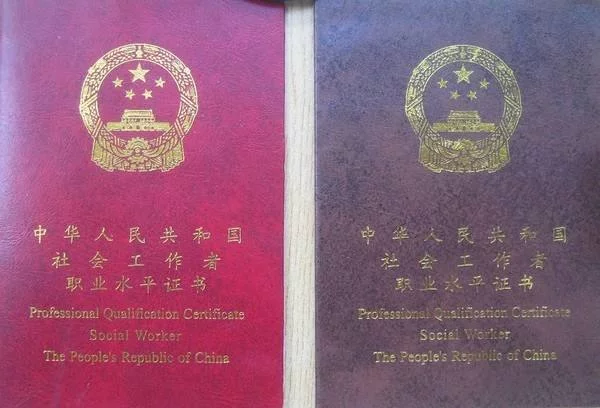 中华人民共和国
社会工作者
职业水平证书
Professional Qualification Certificate
Social Worker
The People's Republic of China
中华人民共和国
社会工作者
职业水平证书
Professional Qualification Certificate
Social Worker
The People's Republic of China